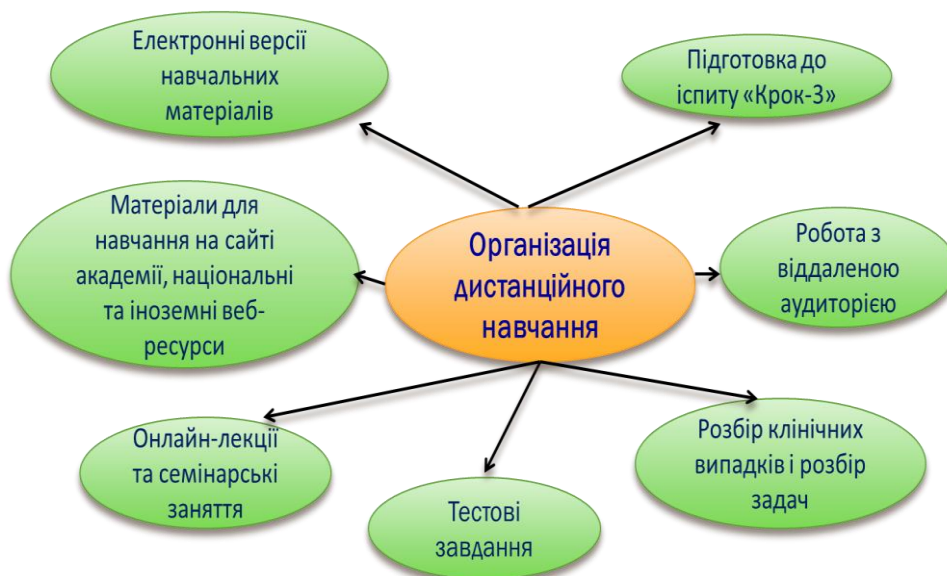 Електронні версії
навчальних
матеріалів
Підготовка до
іспиту «Крок-3»
Матеріали для
навчання на сайті
академії, національні
та іноземні веб-
ресурси
Організація
дистанційного
навчання
Робота з
віддаленою
аудиторією
Онлайн-лекції
та семінарські
заняття
Тестові
завдання
Розбір клінічних
випадків і розбір
задач